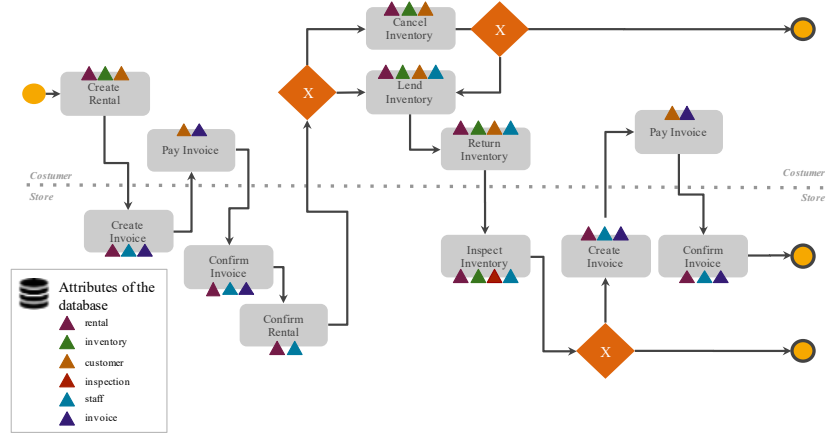 Cancel
Inventory
X
Create
Rental
X
Lend
Inventory
Pay Invoice
Return
Inventory
Pay Invoice
Costumer
Costumer
Store
Store
Create
Invoice
Confirm
Invoice
Inspect
Inventory
Create
Invoice
Confirm
Invoice
Confirm
Rental
X
Attributes of the
database
rental
inventory
customer
inspection
staff
invoice